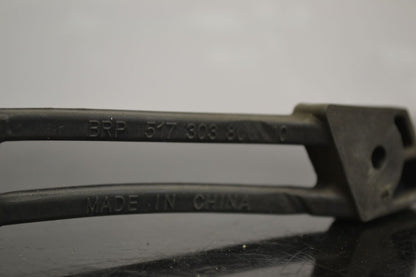 BRP 517 303
MADE IN CHINA